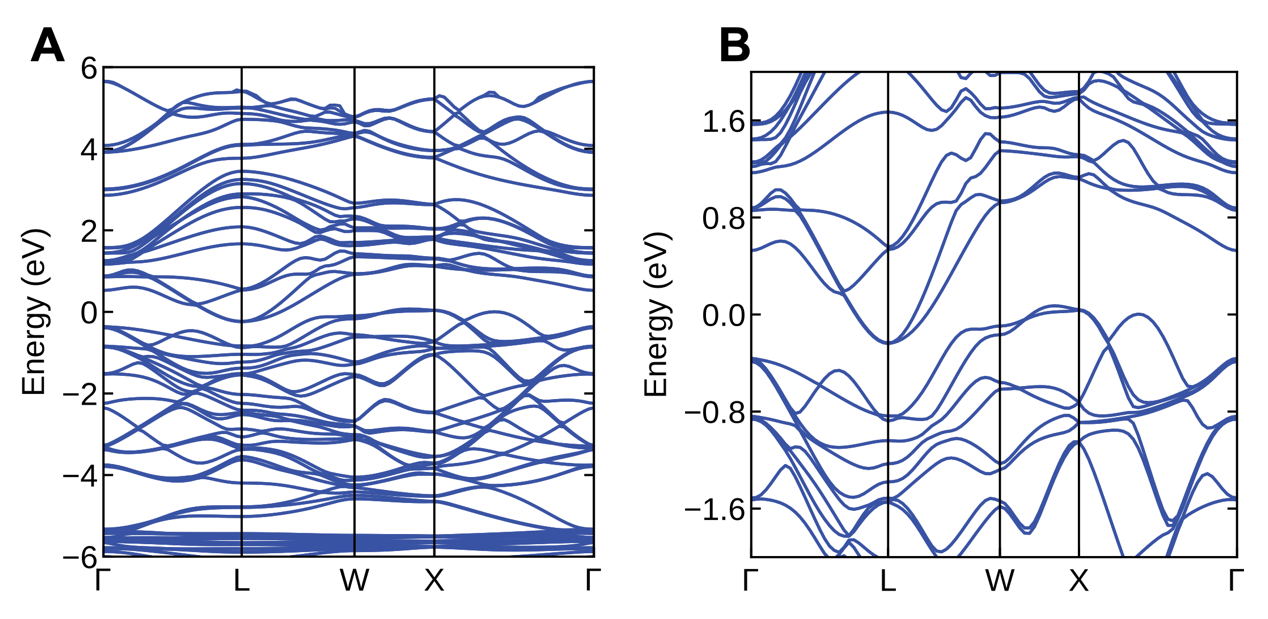 A
B
Energy (eV)
6
4
2
0
−2
−4
−6
Γ
L
W
X
Γ
Energy (eV)
1.6
0.8
0.0
−0.8
−1.6
Γ
L
W
X
Γ